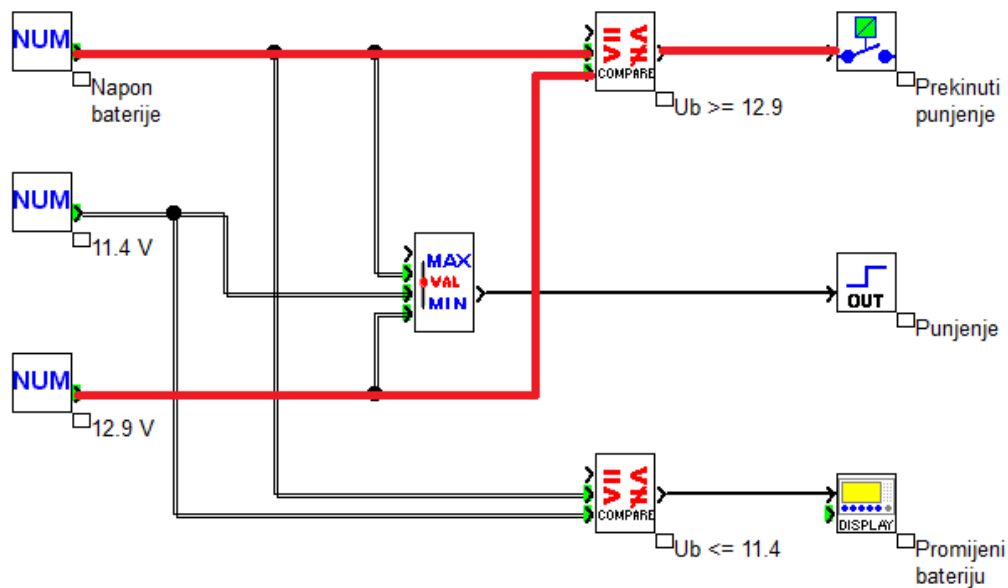 NUM
Napon
baterije
COMPARE
Ub >= 12.9
Prekinuti
punjenje
NUM
11.4 V
MAX
VAL
MIN
OUT
Punjenje
NUM
12.9 V
COMPARE
Ub <= 11.4
DISPLAY
Promijeni
bateriju